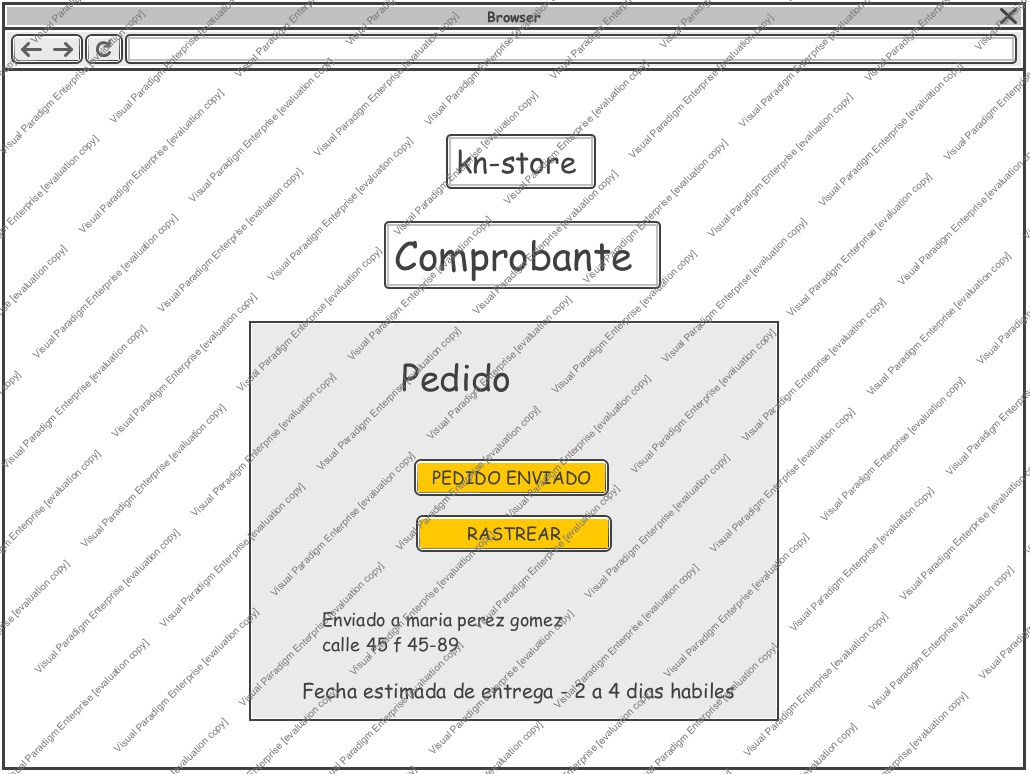 Browser
kn-store
Comprobante
Pedido
PEDIDO ENVIADO
RASTREAR
Enviado a maria perez gomez
calle 45 f 45-89
Fecha estimada de entrega - 2 a 4 dias habiles
Visual Paradigm Enterprise [evaluation copy]